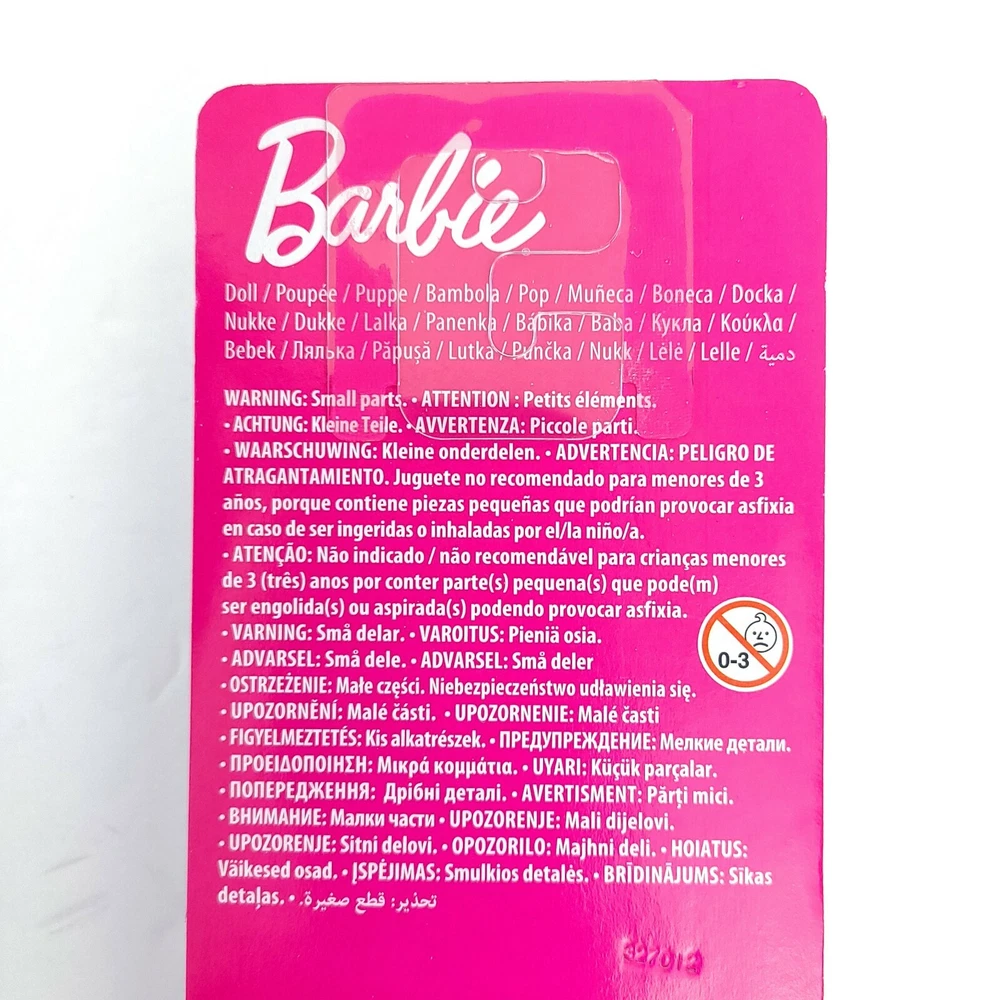 Barbie
Doll / Poupée / Puppe / Bambola / Pop / Muñeca / Boneca / Docka /
Nukke / Dukke / Lalka / Panenka / Bábika / Baba / Кукла / Κούκλα /
Bebek / Лялька / Păpușă / Lutka / Punčka / Nukk / Lėlė / Lelle / دمية
WARNING: Small parts. • ATTENTION : Petits éléments.
• ACHTUNG: Kleine Teile. • AVVERTENZA: Piccole parti.
• WAARSCHUWING: Kleine onderdelen. • ADVERTENCIA: PELIGRO DE
ATRAGANTAMIENTO. Juguete no recomendado para menores de 3
años, porque contiene piezas pequeñas que podrían provocar asfixia
en caso de ser ingeridas o inhaladas por el/la niño/a.
• ATENÇÃO: Não indicado / não recomendável para crianças menores
de 3 (três) anos por conter parte(s) pequena(s) que pode(m)
ser engolida(s) ou aspirada(s) podendo provocar asfixia.
• VARNING: Små delar. • VAROITUS: Pieniä osia.
0-3
• ADVARSEL: Små dele. • ADVARSEL: Små deler
• OSTRZEŻENIE: Małe części. Niebezpieczeństwo udławienia się.
• UPOZORNĚNÍ: Malé části. • UPOZORNENIE: Malé časti
• FIGYELMEZTETÉS: Kis alkatrészek. • ПРЕДУПРЕЖДЕНИЕ: Мелкие детали.
• ΠΡΟΕΙΔΟΠΟΙΗΣΗ: Μικρά κομμάτια. • UYARI: Küçük parçalar.
• ПОПЕРЕДЖЕННЯ: Дрібні деталі. • AVERTISMENT: Părți mici.
• ВНИМАНИЕ: Малки части • UPOZORENJE: Mali dijelovi.
• UPOZORENJE: Sitni delovi. • OPOZORILO: Majhni deli. • HOIATUS:
Väikesed osad. • ĮSPĖJIMAS: Smulkios detalės. • BRĪDINĀJUMS: Sīkas
detaļas. • تحذير: قطع صغيرة.